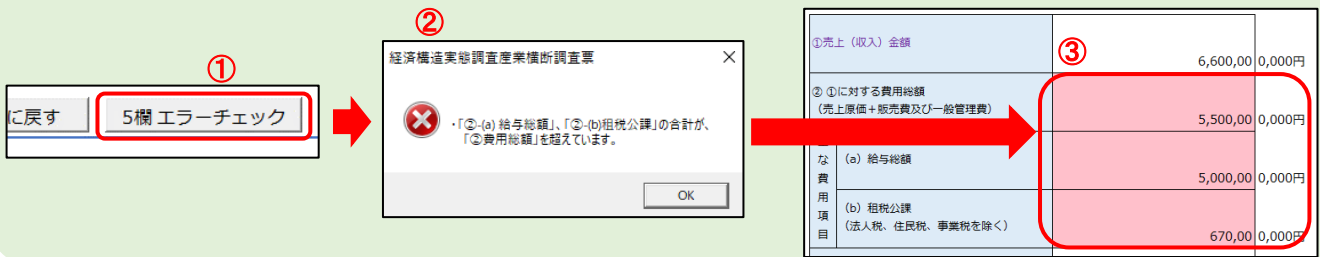 ①
に戻す
5欄 エラーチェック
②
経済構造実態調査産業横断調査票
×
・「②-(a) 給与総額」、「②-(b)租税公課」の合計が、
「②費用総額」を超えています。
OK
③
①売上（収入）金額
6,600,00 0,000円
② ①に対する費用総額
（売上原価＋販売費及び一般管理費）
5,500,00 0,000円
な費用項目
(a) 給与総額
5,000,00 0,000円
(b) 租税公課
（法人税、住民税、事業税を除く）
670,00 0,000円